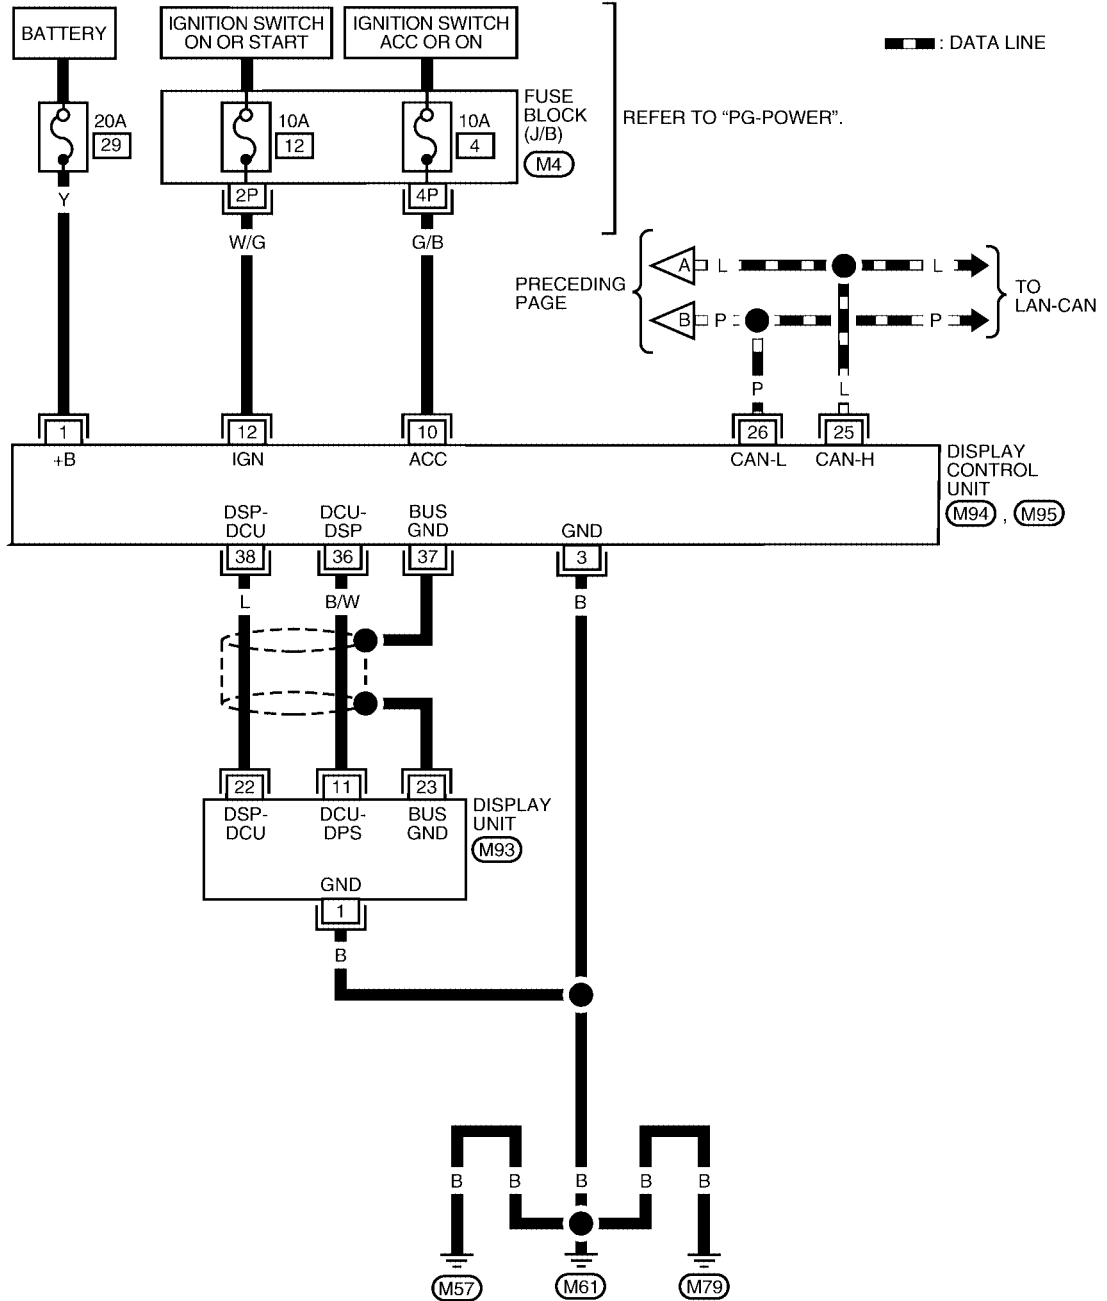 BATTERY
IGNITION SWITCH
ON OR START
IGNITION SWITCH
ACC OR ON
: DATA LINE
20A
29
10A
12
10A
4
FUSE
BLOCK
(J/B)
M4
REFER TO “PG-POWER”.
2P
4P
Y
W/G
G/B
PRECEDING
PAGE
A
L
L
B
P
P
TO
LAN-CAN
P
L
1
12
10
26
25
+B
IGN
ACC
CAN-L
CAN-H
DISPLAY
CONTROL
UNIT
M94 , M95
DSP-
DCU
DCU-
DSP
BUS
GND
GND
38
36
37
3
L
B/W
B
22
11
23
DSP-
DCU
DCU-
DPS
BUS
GND
DISPLAY
UNIT
M93
GND
1
B
B
B
B
B
B
M57
M61
M79